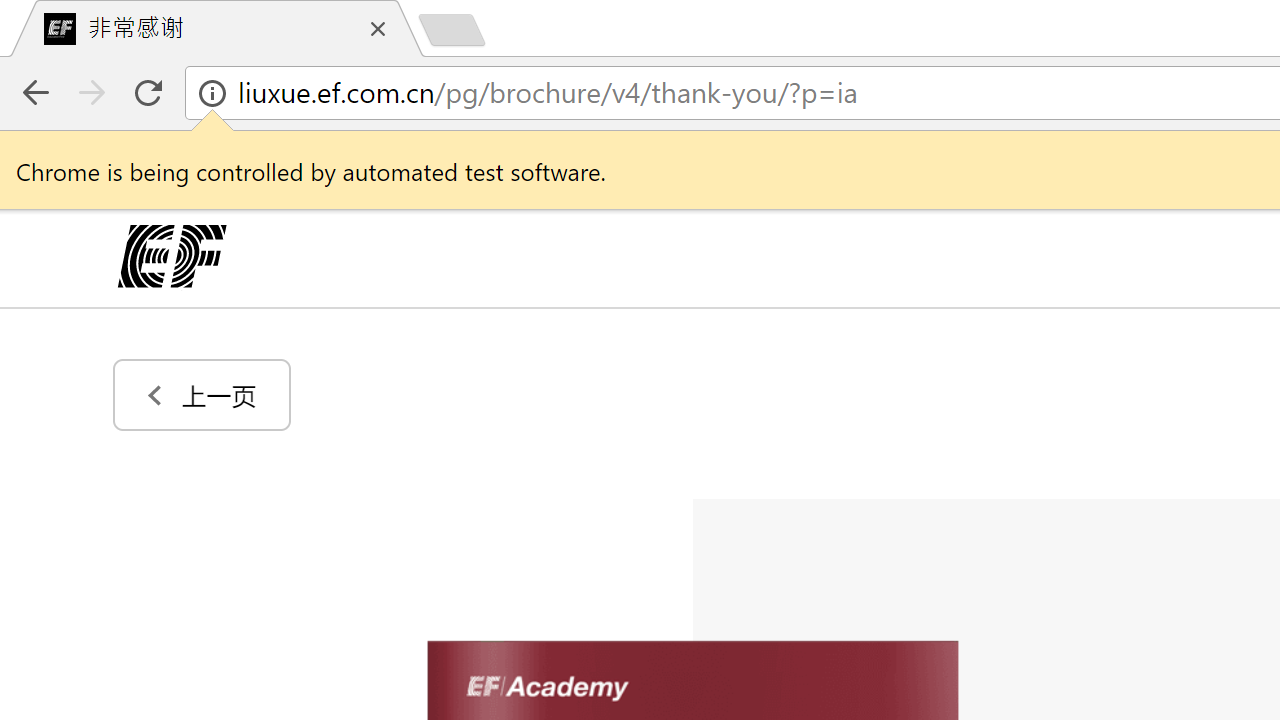 EF 非常感谢
liuxue.ef.com.cn/pg/brochure/v4/thank-you/?p=ia
Chrome is being controlled by automated test software.
EF
上一页
EF Academy